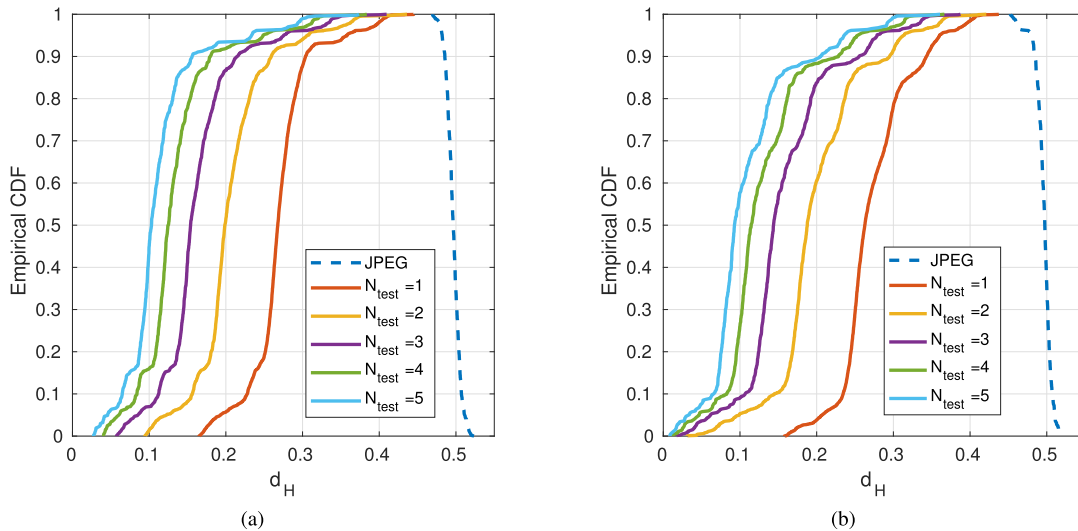 1
0.9
0.8
0.7
0.6
0.5
0.4
0.3
0.2
0.1
0
Empirical CDF
JPEG
N_test =1
N_test =2
N_test =3
N_test =4
N_test =5
0 0.1 0.2 0.3 0.4 0.5
d_H
(a)
1
0.9
0.8
0.7
0.6
0.5
0.4
0.3
0.2
0.1
0
Empirical CDF
JPEG
N_test =1
N_test =2
N_test =3
N_test =4
N_test =5
0 0.1 0.2 0.3 0.4 0.5
d_H
(b)